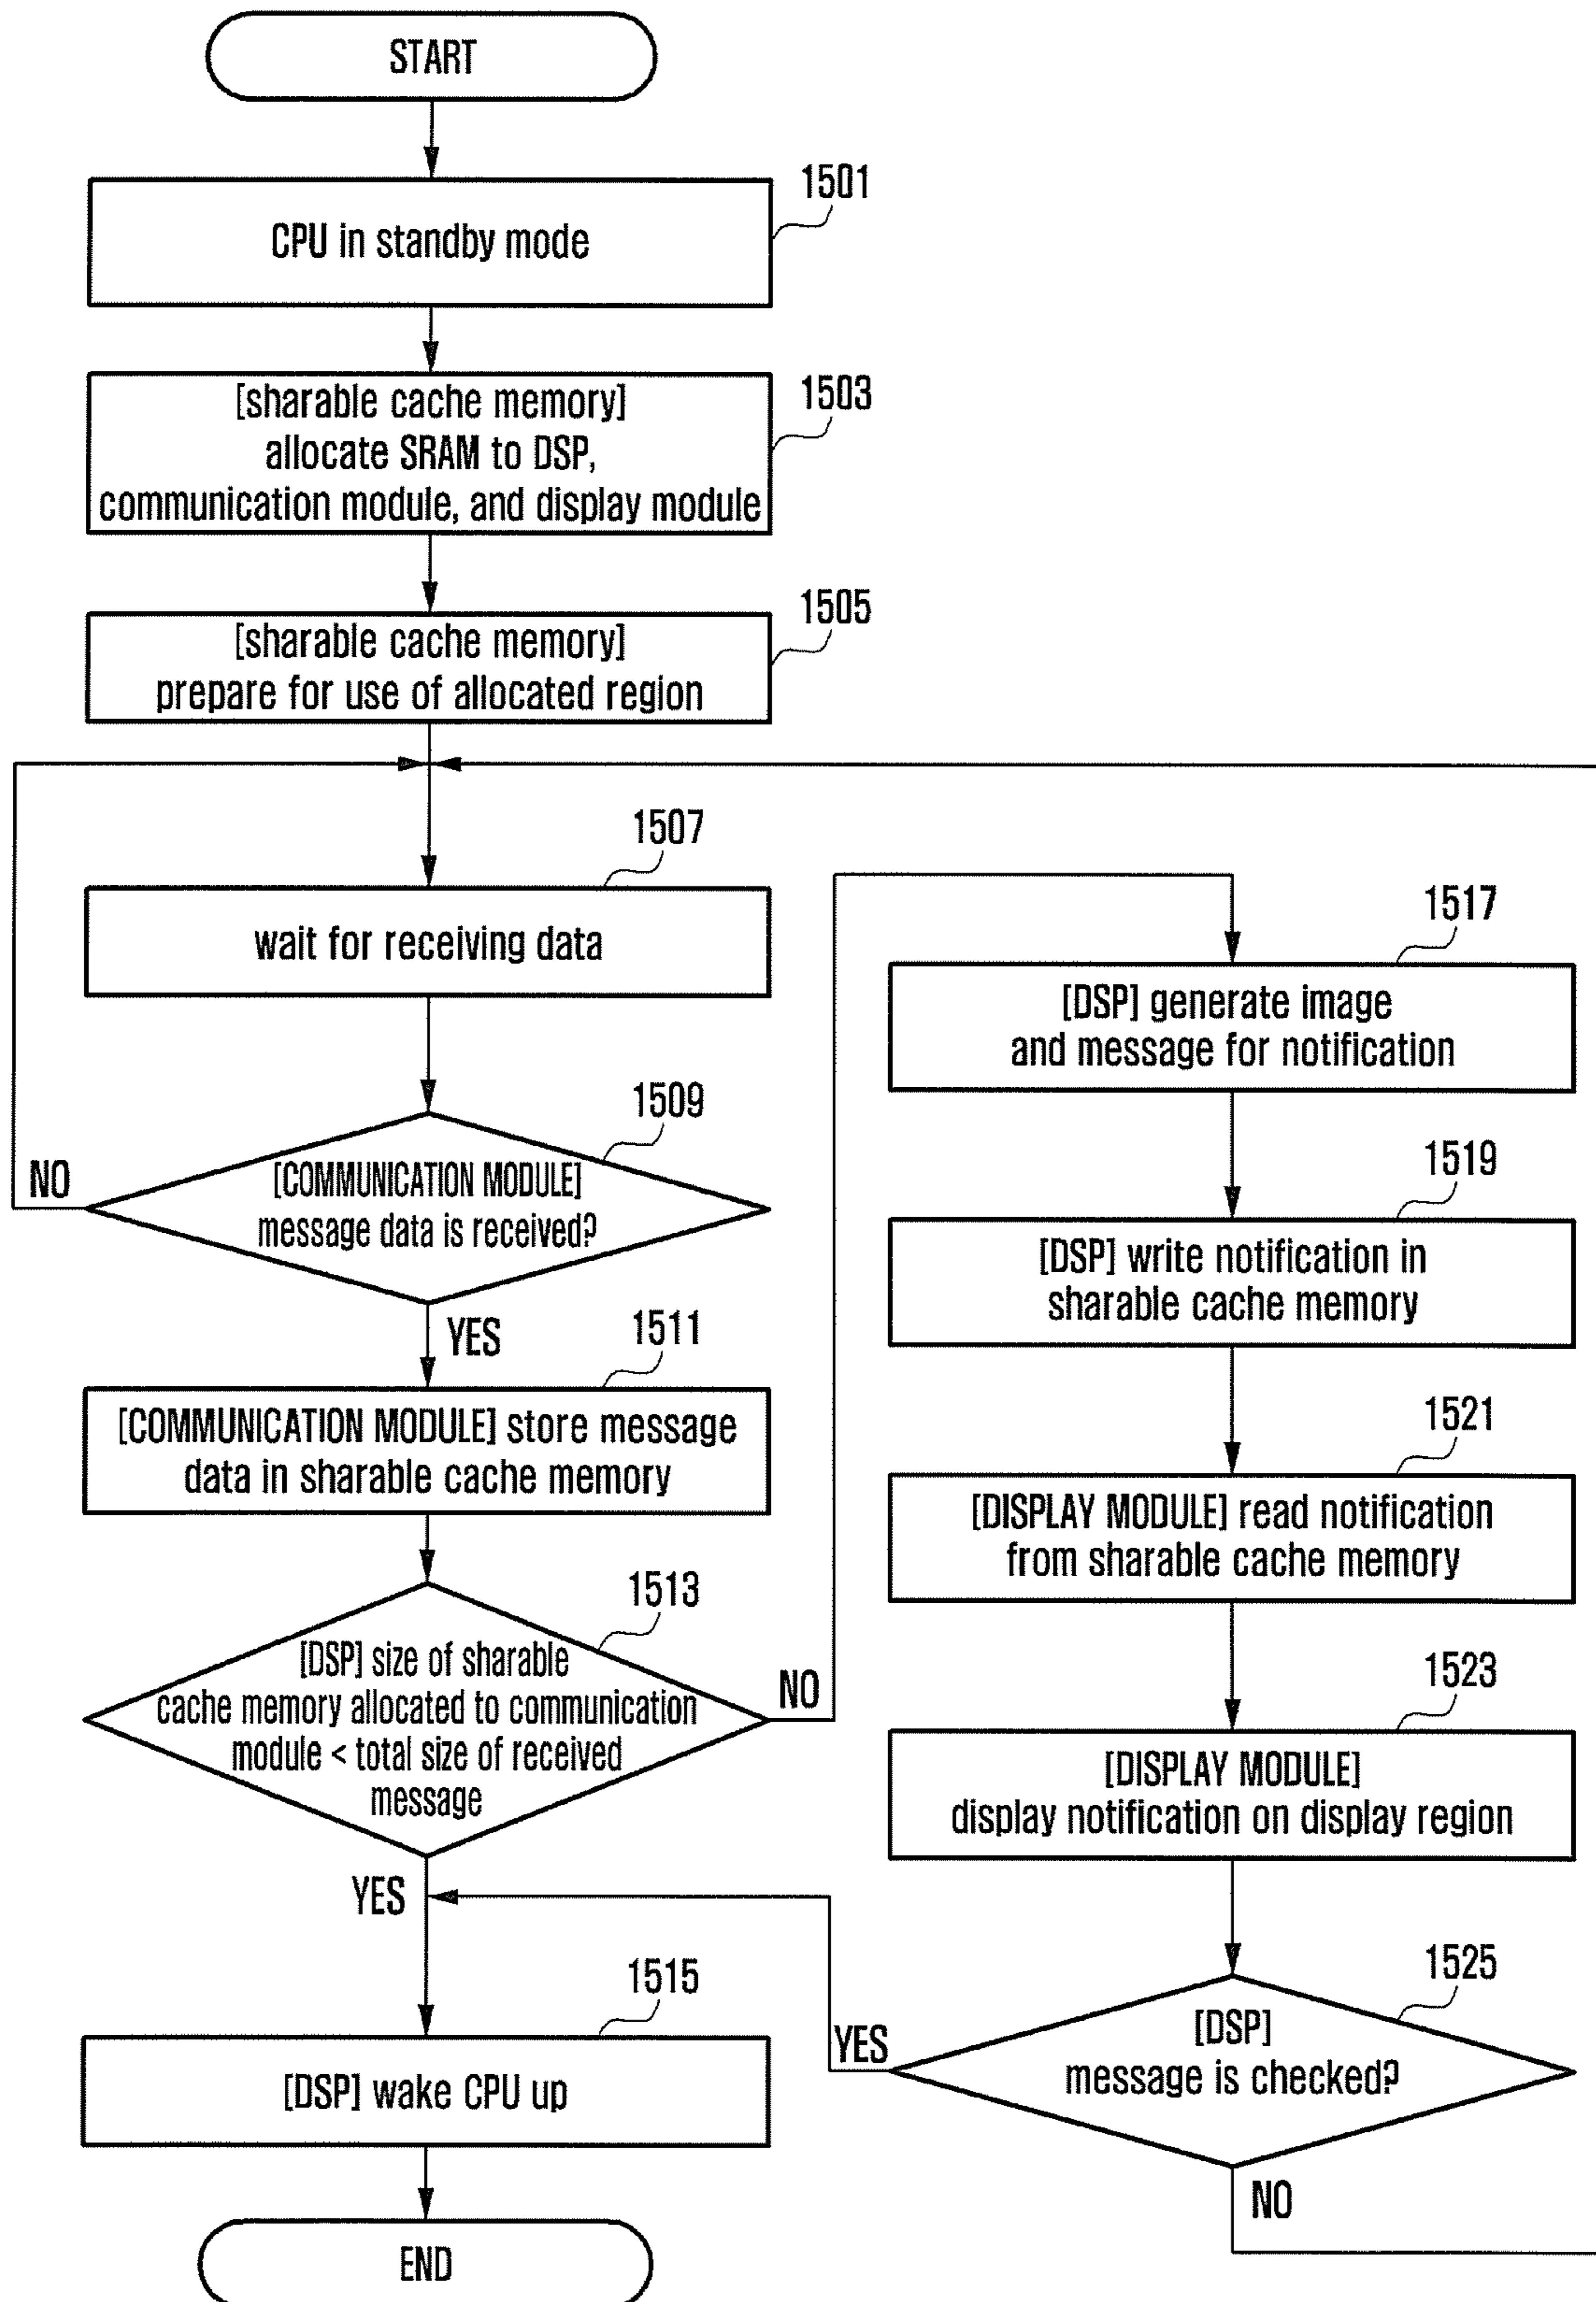 START
1501
CPU in standby mode
1503
[sharable cache memory]
allocate SRAM to DSP,
communication module, and display module
1505
[sharable cache memory]
prepare for use of allocated region
1507
wait for receiving data
1509
[COMMUNICATION MODULE]
message data is received?
NO
YES
1511
[COMMUNICATION MODULE] store message
data in sharable cache memory
1513
[DSP] size of sharable
cache memory allocated to communication
module < total size of received
message
NO
YES
1515
[DSP] wake CPU up
END
1517
[DSP] generate image
and message for notification
1519
[DSP] write notification in
sharable cache memory
1521
[DISPLAY MODULE] read notification
from sharable cache memory
1523
[DISPLAY MODULE]
display notification on display region
1525
[DSP]
message is checked?
YES
NO